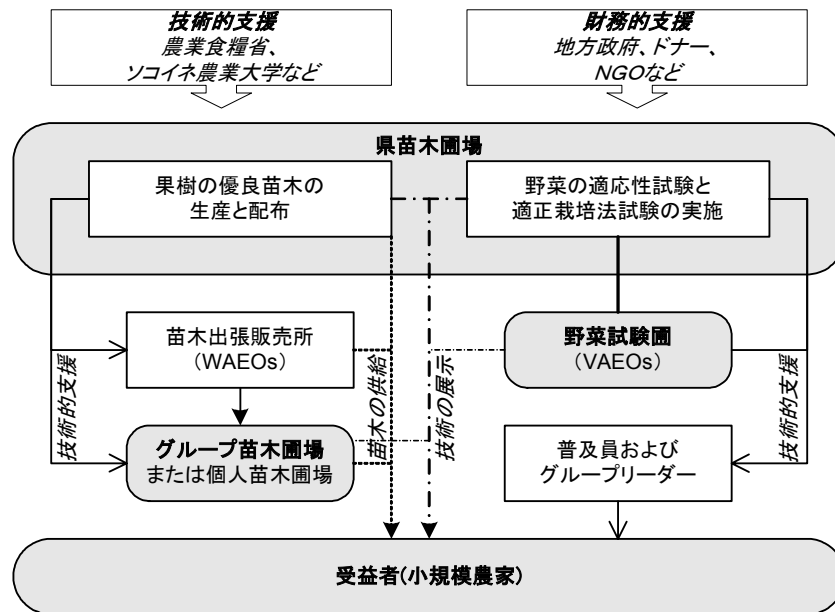 技術的支援
農業食糧省、
ソコイネ農業大学など
財務的支援
地方政府、ドナー、
NGOなど
県苗木圃場
果樹の優良苗木の
生産と配布
野菜の適応性試験と
適正栽培法試験の実施
苗木出張販売所
(WAEOs)
野菜試験圃
(VAEOs)
技術的支援
苗木の供給
技術の展示
技術的支援
グループ苗木圃場
または個人苗木圃場
普及員および
グループリーダー
受益者(小規模農家)